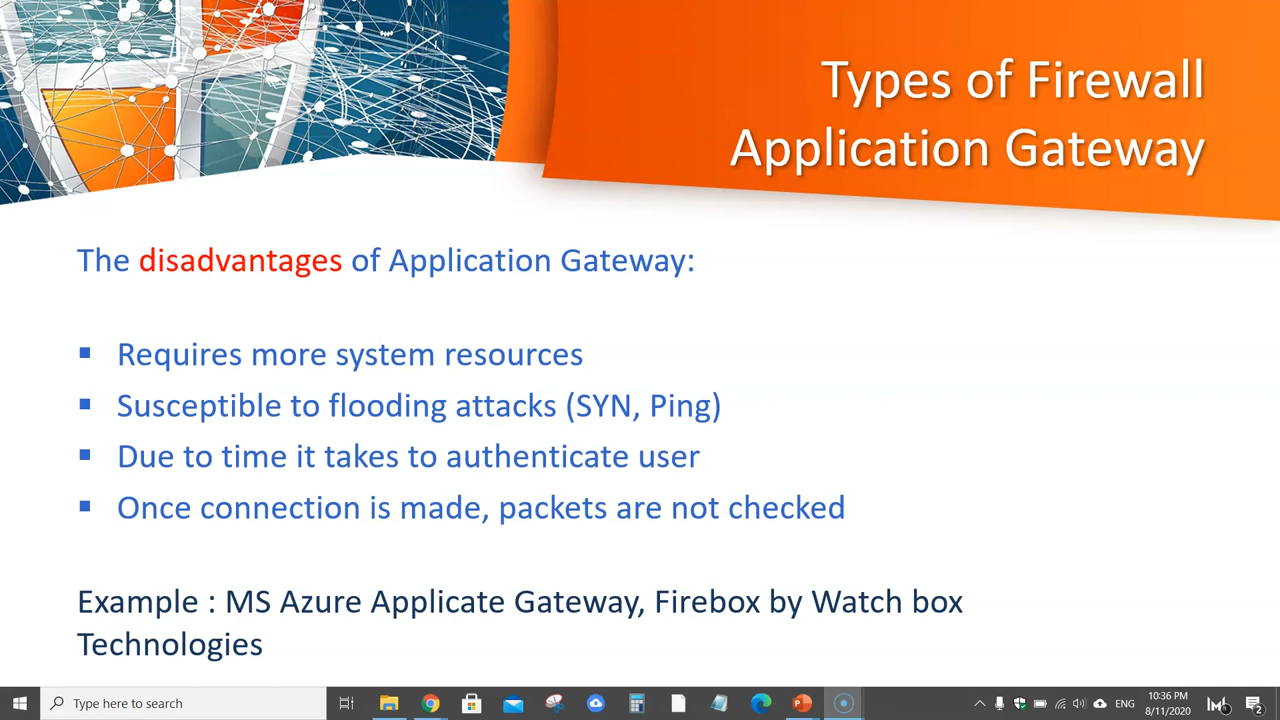 Types of Firewall
Application Gateway
The disadvantages of Application Gateway:
▪ Requires more system resources
▪ Susceptible to flooding attacks (SYN, Ping)
▪ Due to time it takes to authenticate user
▪ Once connection is made, packets are not checked
Example : MS Azure Applicate Gateway, Firebox by Watch box
Technologies
Type here to search
ENG
10:36 PM
8/11/2020
2